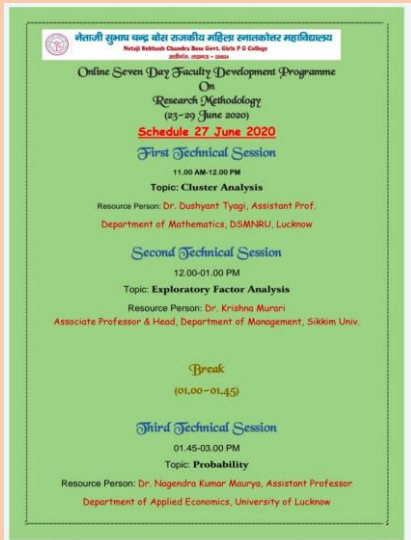 नेताजी सुभाष चन्द्र बोस राजकीय महिला स्नातकोत्तर महाविद्यालय
Netaji Subhash Chandra Bose Govt. Girls P G College
अलीगंज, लखनऊ - 226024
Online Seven Day Faculty Development Programme
On
Research Methodology
(23-29 June 2020)
Schedule 27 June 2020
First Technical Session
11.00 AM-12.00 PM
Topic: Cluster Analysis
Resource Person: Dr. Dushyant Tyagi, Assistant Prof.
Department of Mathematics, DSMNRU, Lucknow
Second Technical Session
12.00-01.00 PM
Topic: Exploratory Factor Analysis
Resource Person: Dr. Krishna Murari
Associate Professor & Head, Department of Management, Sikkim Univ.
Break
(01.00-01.45)
Third Technical Session
01.45-03.00 PM
Topic: Probability
Resource Person: Dr. Nagendra Kumar Maurya, Assistant Professor
Department of Applied Economics, University of Lucknow